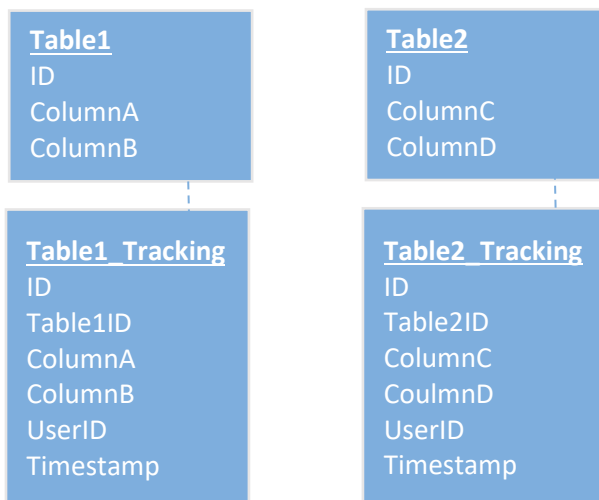 Table1
ID
ColumnA
ColumnB
Table2
ID
ColumnC
ColumnD
Table1_Tracking
ID
Table1ID
ColumnA
ColumnB
UserID
Timestamp
Table2_Tracking
ID
Table2ID
ColumnC
CoulmnD
UserID
Timestamp